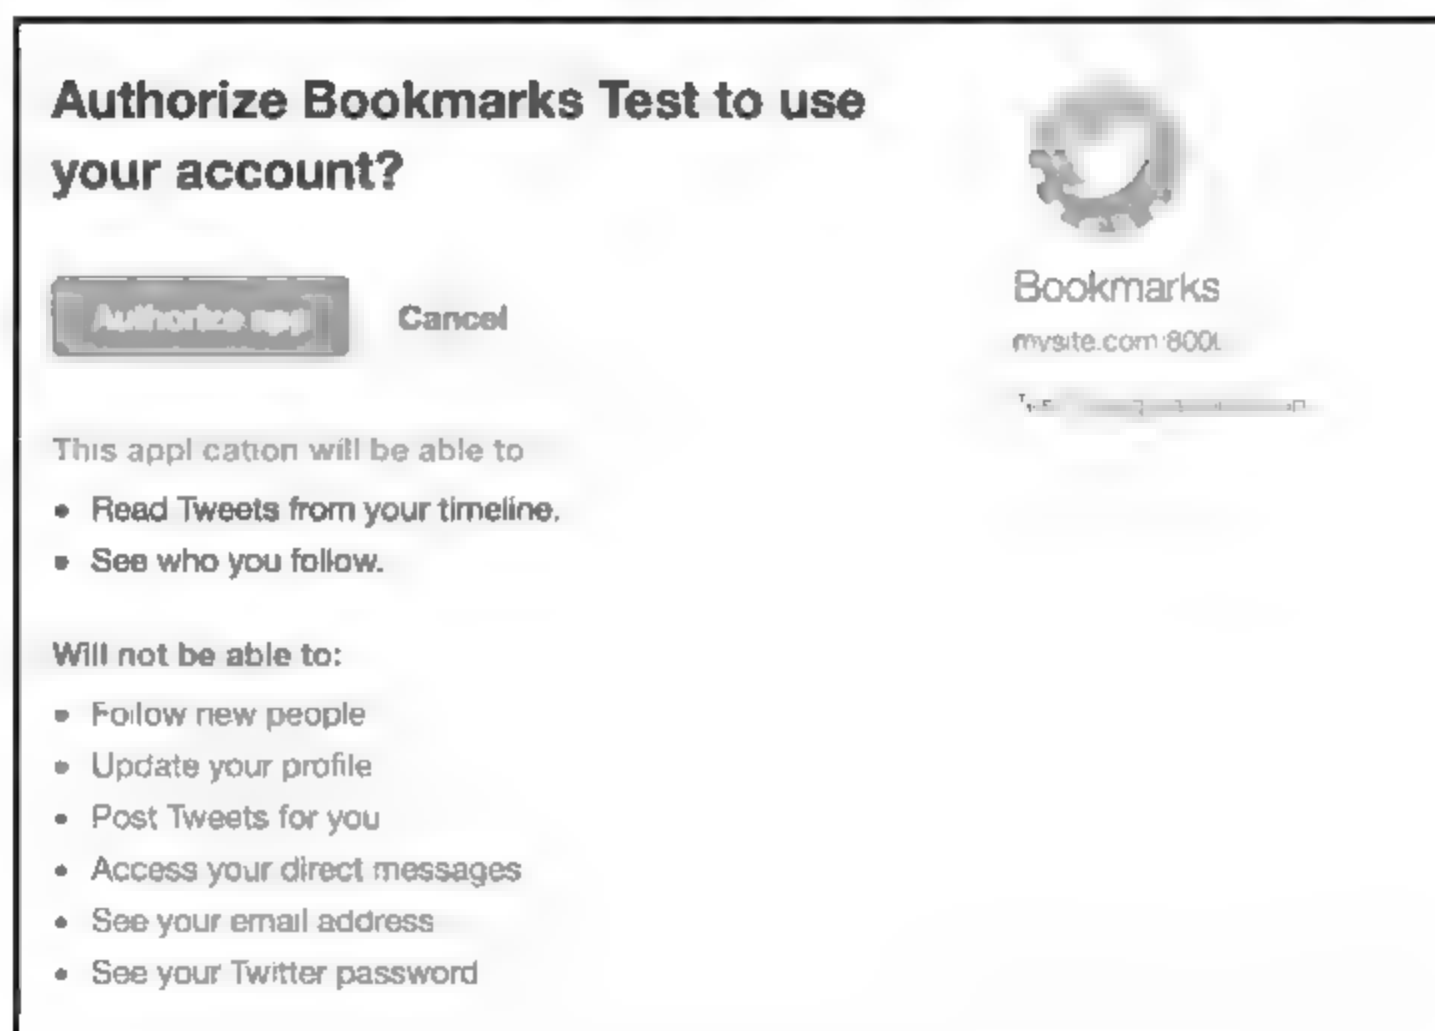 Authorize Bookmarks Test to use
your account?
Authorize app
Cancel
This application will be able to
• Read Tweets from your timeline.
• See who you follow.
Will not be able to:
• Follow new people
• Update your profile
• Post Tweets for you
• Access your direct messages
• See your email address
• See your Twitter password
Bookmarks